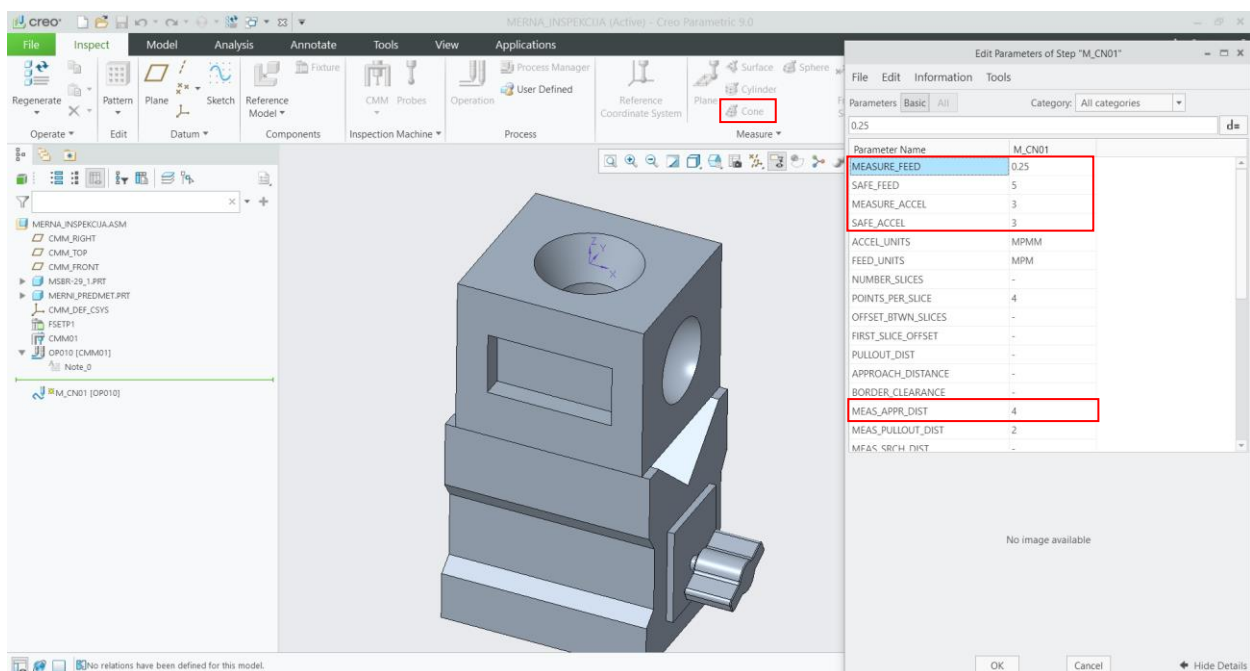 creo®
MERNA_INSPEKCIJA (Active) - Creo Parametric 9.0
File Inspect Model Analysis Annotate Tools View Applications
Regenerate
Pattern
Plane
Sketch
Reference Model
Fixture
CMM Probes
Operation
Process Manager
User Defined
Reference Coordinate System
Plane
Surface
Sphere
Cylinder
Cone
Operate Edit Datum Components Inspection Machine Process Measure
MERNA_INSPEKCIJA.ASM
CMM_RIGHT
CMM_TOP
CMM_FRONT
MSBR-29_1.PRT
MERNI_PREDMET.PRT
CMM_DEF_CSYS
FSETP1
CMM01
OP010 [CMM01]
Note_0
M_CN01 [OP010]
Z
Y
X
Edit Parameters of Step "M_CN01"
File Edit Information Tools
Parameters Basic All Category: All categories
0.25
d=
Parameter Name M_CN01
MEASURE_FEED 0.25
SAFE_FEED 5
MEASURE_ACCEL 3
SAFE_ACCEL 3
ACCEL_UNITS MPMM
FEED_UNITS MPM
NUMBER_SLICES -
POINTS_PER_SLICE 4
OFFSET_BTWN_SLICES -
FIRST_SLICE_OFFSET -
PULLOUT_DIST -
APPROACH_DISTANCE -
BORDER_CLEARANCE -
MEAS_APPR_DIST 4
MEAS_PULLOUT_DIST 2
MEAS_SRCH_DIST -
No image available
OK Cancel Hide Details
No relations have been defined for this model.